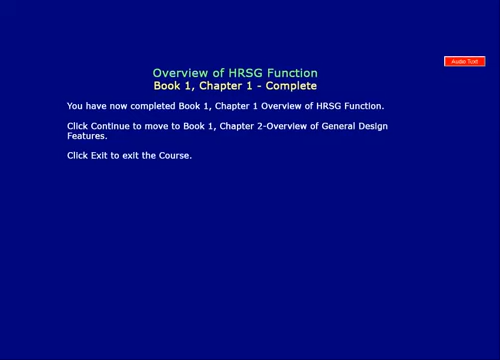 Audio Text
Overview of HRSG Function
Book 1, Chapter 1 - Complete
You have now completed Book 1, Chapter 1 Overview of HRSG Function.
Click Continue to move to Book 1, Chapter 2-Overview of General Design
Features.
Click Exit to exit the Course.